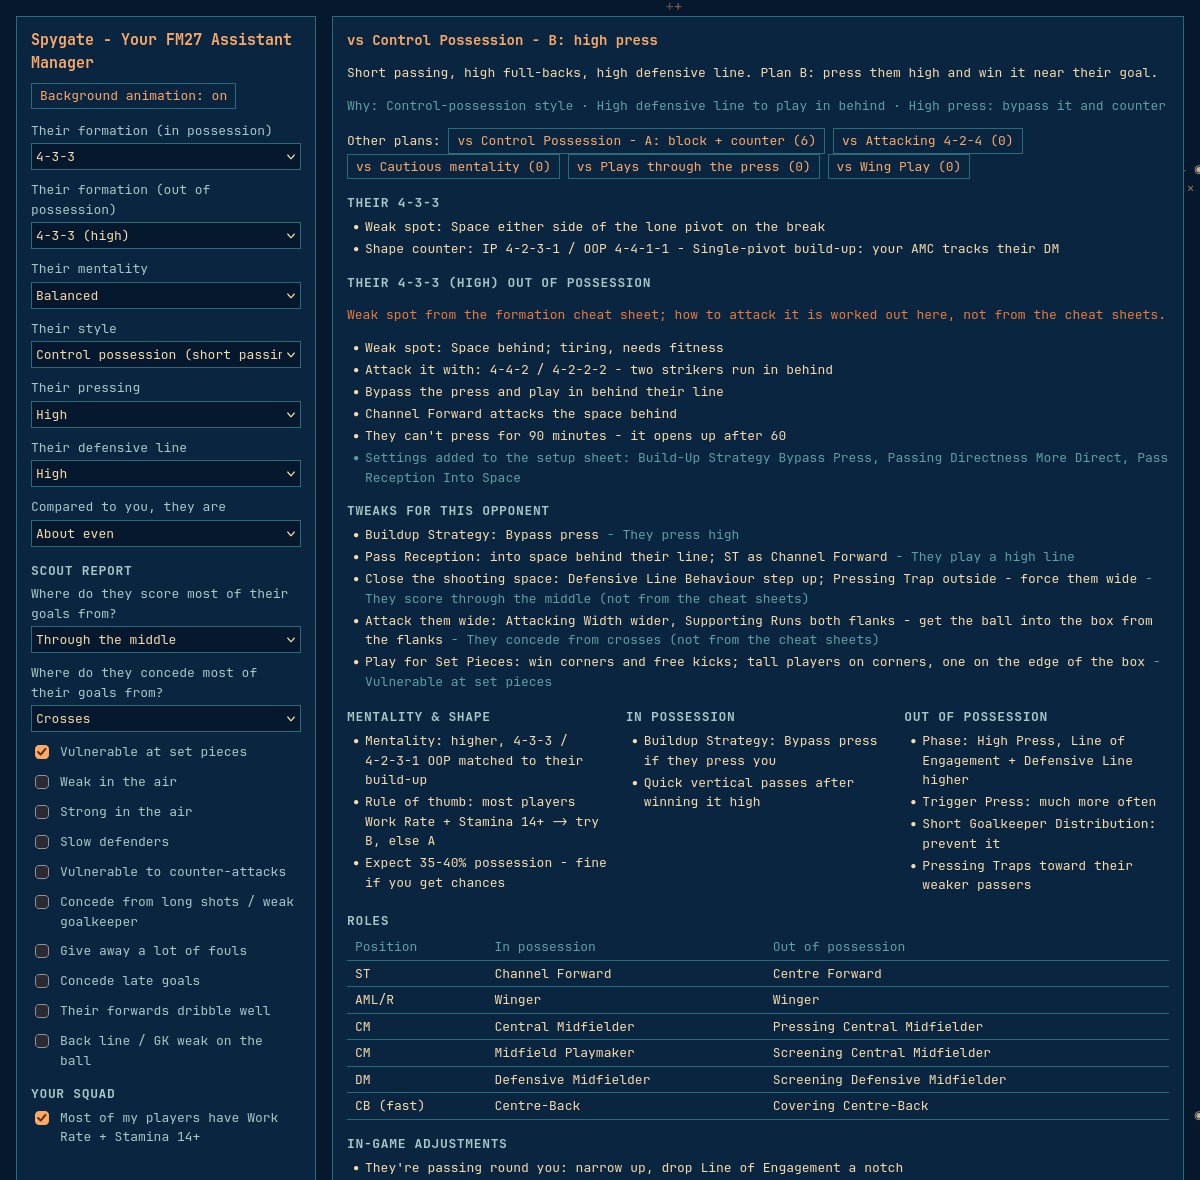 ++
Spygate - Your FM27 Assistant
Manager
Background animation: on
Their formation (in possession)
4-3-3
Their formation (out of
possession)
4-3-3 (high)
Their mentality
Balanced
Their style
Control possession (short passin
Their pressing
High
Their defensive line
High
Compared to you, they are
About even
SCOUT REPORT
Where do they score most of their
goals from?
Through the middle
Where do they concede most of
their goals from?
Crosses
Vulnerable at set pieces
Weak in the air
Strong in the air
Slow defenders
Vulnerable to counter-attacks
Concede from long shots / weak
goalkeeper
Give away a lot of fouls
Concede late goals
Their forwards dribble well
Back line / GK weak on the
ball
YOUR SQUAD
Most of my players have Work
Rate + Stamina 14+
vs Control Possession - B: high press
Short passing, high full-backs, high defensive line. Plan B: press them high and win it near their goal.
Why: Control-possession style · High defensive line to play in behind · High press: bypass it and counter
Other plans: vs Control Possession - A: block + counter (6) vs Attacking 4-2-4 (0)
vs Cautious mentality (0) vs Plays through the press (0) vs Wing Play (0)
THEIR 4-3-3
• Weak spot: Space either side of the lone pivot on the break
• Shape counter: IP 4-2-3-1 / OOP 4-4-1-1 - Single-pivot build-up: your AMC tracks their DM
THEIR 4-3-3 (HIGH) OUT OF POSSESSION
Weak spot from the formation cheat sheet; how to attack it is worked out here, not from the cheat sheets.
• Weak spot: Space behind; tiring, needs fitness
• Attack it with: 4-4-2 / 4-2-2-2 - two strikers run in behind
• Bypass the press and play in behind their line
• Channel Forward attacks the space behind
• They can't press for 90 minutes - it opens up after 60
• Settings added to the setup sheet: Build-Up Strategy Bypass Press, Passing Directness More Direct, Pass
Reception Into Space
TWEAKS FOR THIS OPPONENT
• Buildup Strategy: Bypass press - They press high
• Pass Reception: into space behind their line; ST as Channel Forward - They play a high line
• Close the shooting space: Defensive Line Behaviour step up; Pressing Trap outside - force them wide -
They score through the middle (not from the cheat sheets)
• Attack them wide: Attacking Width wider, Supporting Runs both flanks - get the ball into the box from
the flanks - They concede from crosses (not from the cheat sheets)
• Play for Set Pieces: win corners and free kicks; tall players on corners, one on the edge of the box -
Vulnerable at set pieces
MENTALITY & SHAPE
• Mentality: higher, 4-3-3 /
4-2-3-1 OOP matched to their
build-up
• Rule of thumb: most players
Work Rate + Stamina 14+ → try
B, else A
• Expect 35-40% possession - fine
if you get chances
IN POSSESSION
• Buildup Strategy: Bypass press
if they press you
• Quick vertical passes after
winning it high
OUT OF POSSESSION
• Phase: High Press, Line of
Engagement + Defensive Line
higher
• Trigger Press: much more often
• Short Goalkeeper Distribution:
prevent it
• Pressing Traps toward their
weaker passers
ROLES
Position In possession Out of possession
ST Channel Forward Centre Forward
AML/R Winger Winger
CM Central Midfielder Pressing Central Midfielder
CM Midfield Playmaker Screening Central Midfielder
DM Defensive Midfielder Screening Defensive Midfielder
CB (fast) Centre-Back Covering Centre-Back
IN-GAME ADJUSTMENTS
• They're passing round you: narrow up, drop Line of Engagement a notch